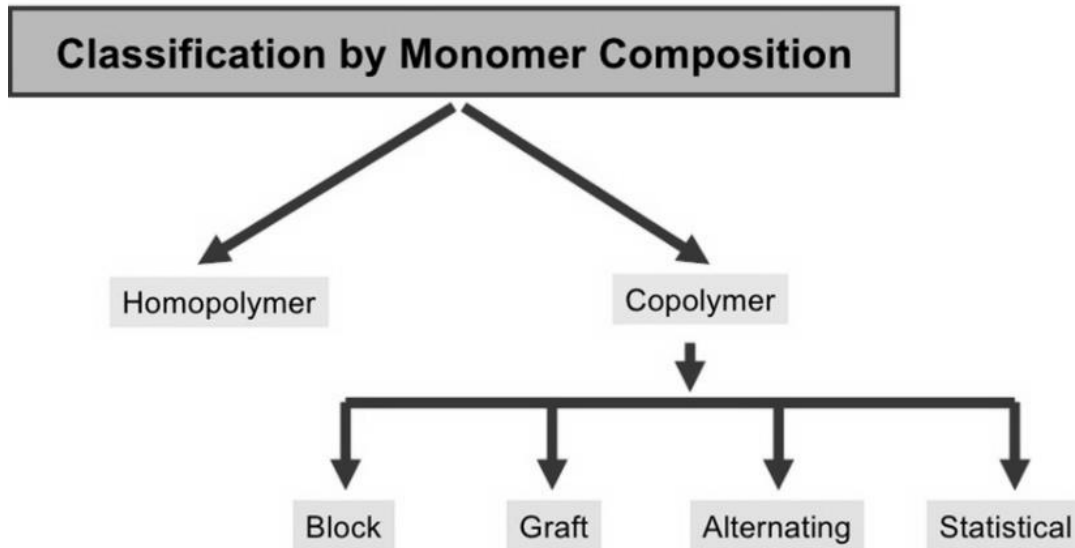 Classification by Monomer Composition
Homopolymer
Copolymer
Block
Graft
Alternating
Statistical